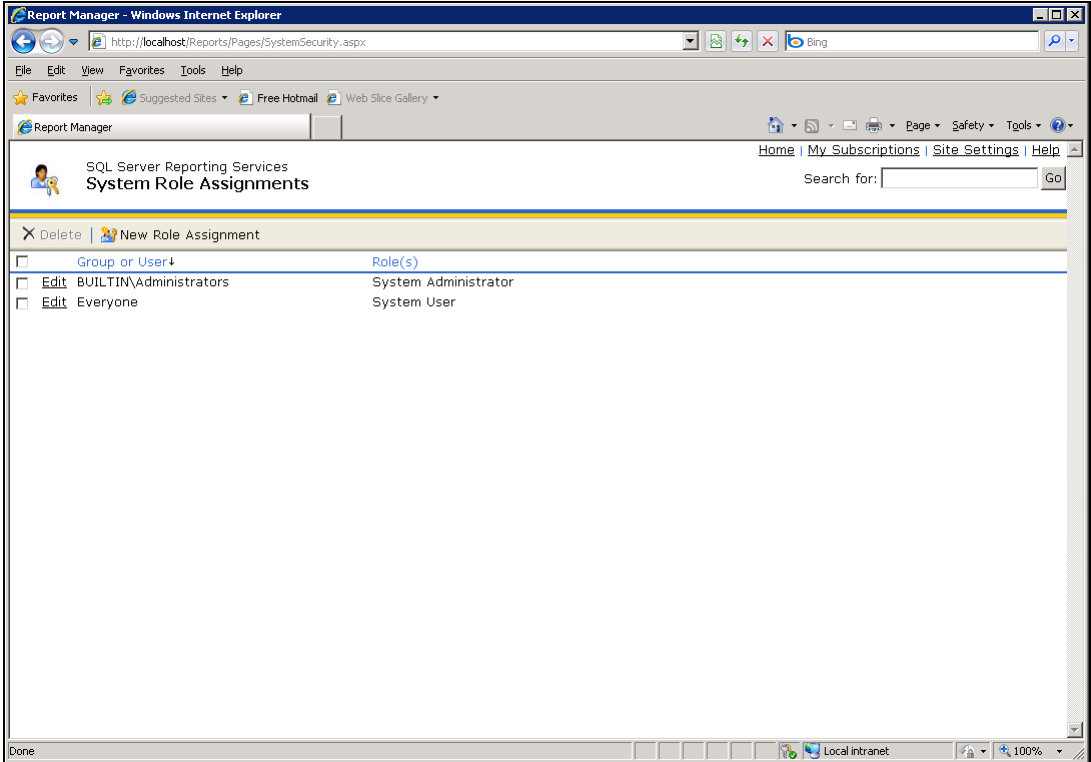 Report Manager - Windows Internet Explorer
http://localhost/Reports/Pages/SystemSecurity.aspx
Bing
File Edit View Favorites Tools Help
Favorites Suggested Sites Free Hotmail Web Slice Gallery
Report Manager
Page Safety Tools
Home | My Subscriptions | Site Settings | Help
SQL Server Reporting Services
System Role Assignments
Search for: Go
Delete | New Role Assignment
Group or User↓ Role(s)
Edit BUILTIN\Administrators System Administrator
Edit Everyone System User
Done Local intranet 100%